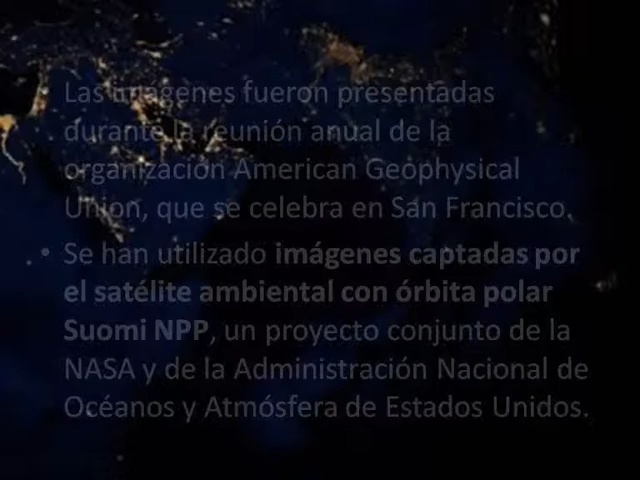 Las imágenes fueron presentadas
durante la reunión anual de la
organización American Geophysical
Union, que se celebra en San Francisco.
• Se han utilizado imágenes captadas por
el satélite ambiental con órbita polar
Suomi NPP, un proyecto conjunto de la
NASA y de la Administración Nacional de
Océanos y Atmósfera de Estados Unidos.